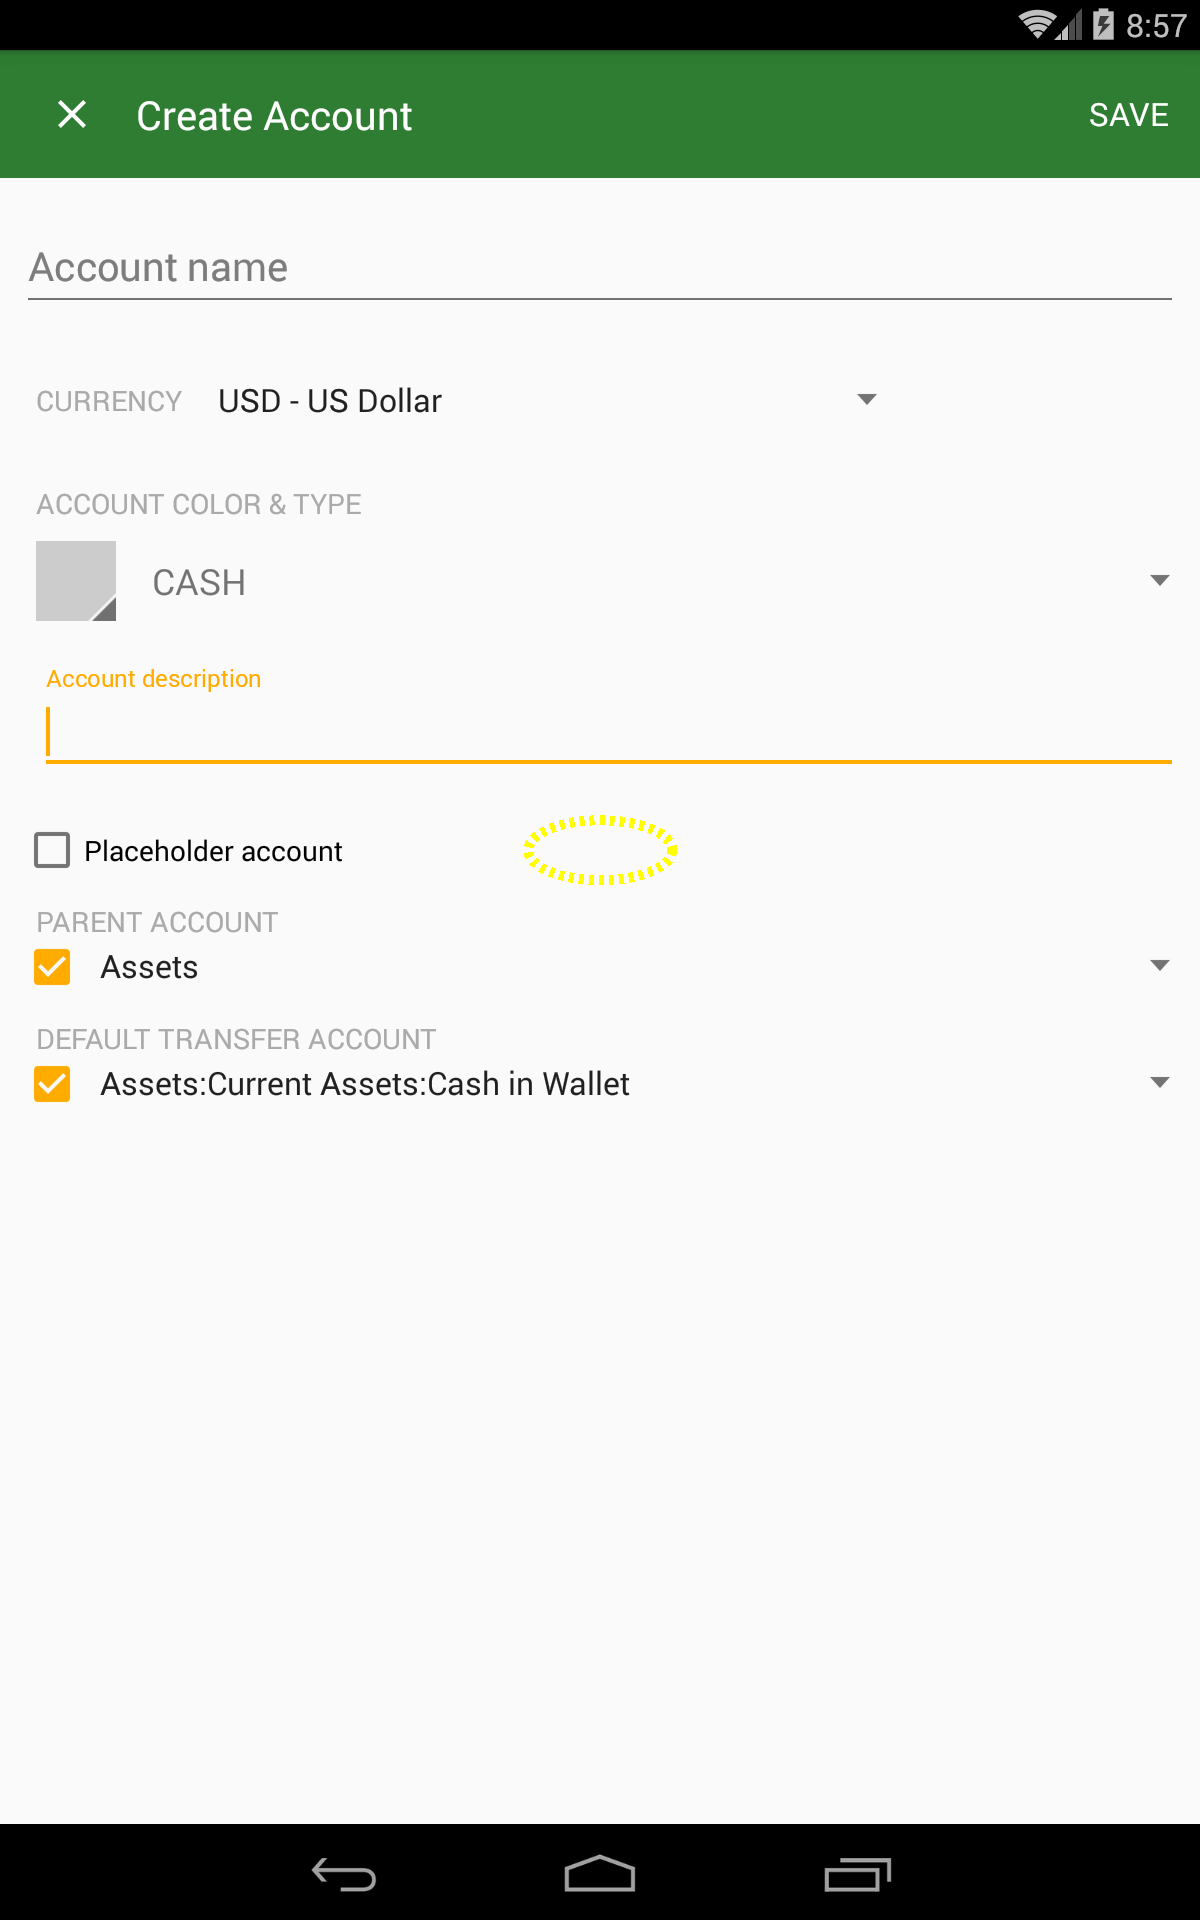 8:57
Create Account
SAVE
Account name
CURRENCY USD - US Dollar
ACCOUNT COLOR & TYPE
CASH
Account description
Placeholder account
PARENT ACCOUNT
Assets
DEFAULT TRANSFER ACCOUNT
Assets:Current Assets:Cash in Wallet